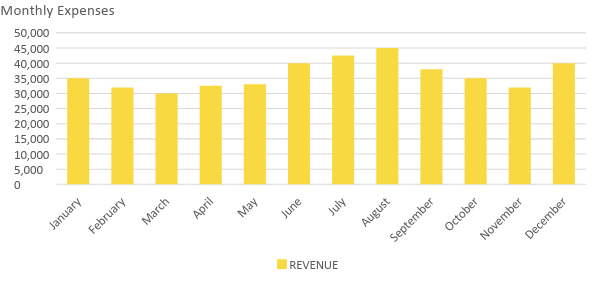 Monthly Expenses
50,000
45,000
40,000
35,000
30,000
25,000
20,000
15,000
10,000
5,000
0
January
February
March
April
May
June
July
August
September
October
November
December
REVENUE